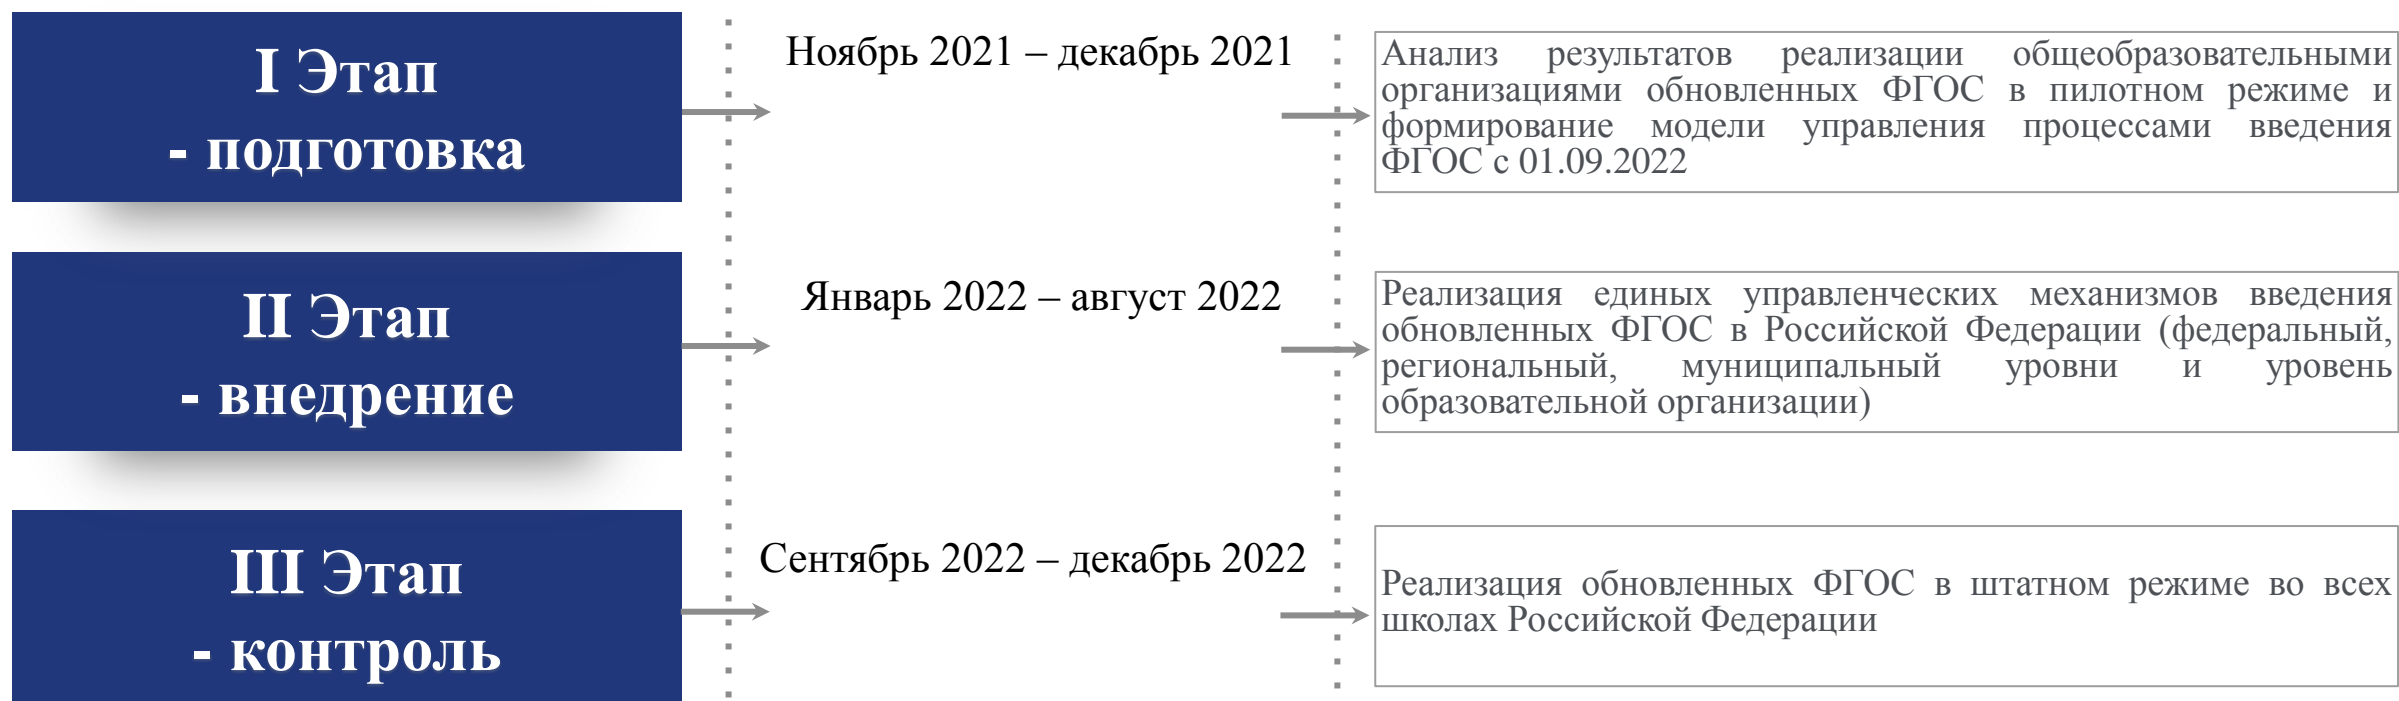 I Этап
- подготовка
Ноябрь 2021 – декабрь 2021
Анализ результатов реализации общеобразовательными
организациями обновленных ФГОС в пилотном режиме и
формирование модели управления процессами введения
ФГОС с 01.09.2022
II Этап
- внедрение
Январь 2022 – август 2022
Реализация единых управленческих механизмов введения
обновленных ФГОС в Российской Федерации (федеральный,
региональный, муниципальный уровни и уровень
образовательной организации)
III Этап
- контроль
Сентябрь 2022 – декабрь 2022
Реализация обновленных ФГОС в штатном режиме во всех
школах Российской Федерации